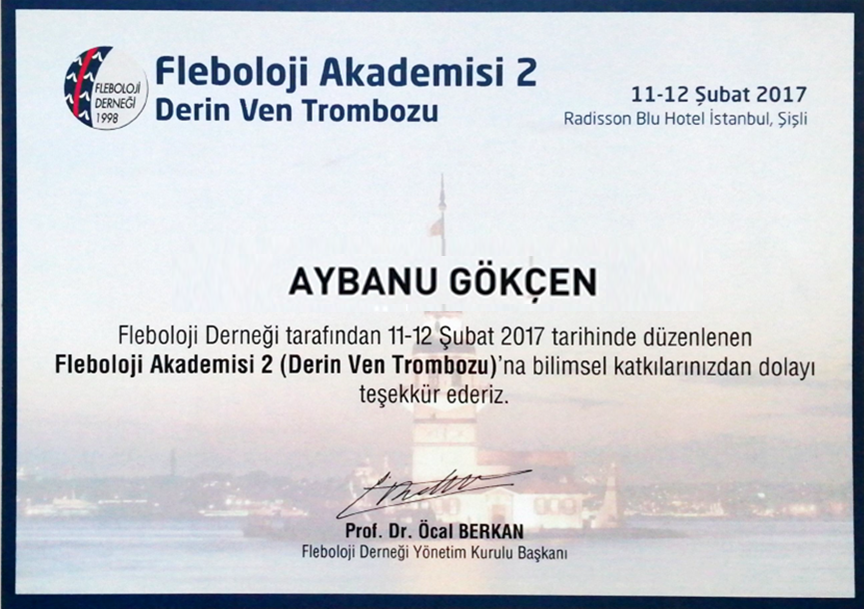 FLEBOLOJİ
DERNEĞİ
1998
Fleboloji Akademisi 2
Derin Ven Trombozu
11-12 Şubat 2017
Radisson Blu Hotel İstanbul, Şişli
AYBANU GÖKÇEN
Fleboloji Derneği tarafından 11-12 Şubat 2017 tarihinde düzenlenen
Fleboloji Akademisi 2 (Derin Ven Trombozu)'na bilimsel katkılarınızdan dolayı
teşekkür ederiz.
Prof. Dr. Öcal BERKAN
Fleboloji Derneği Yönetim Kurulu Başkanı